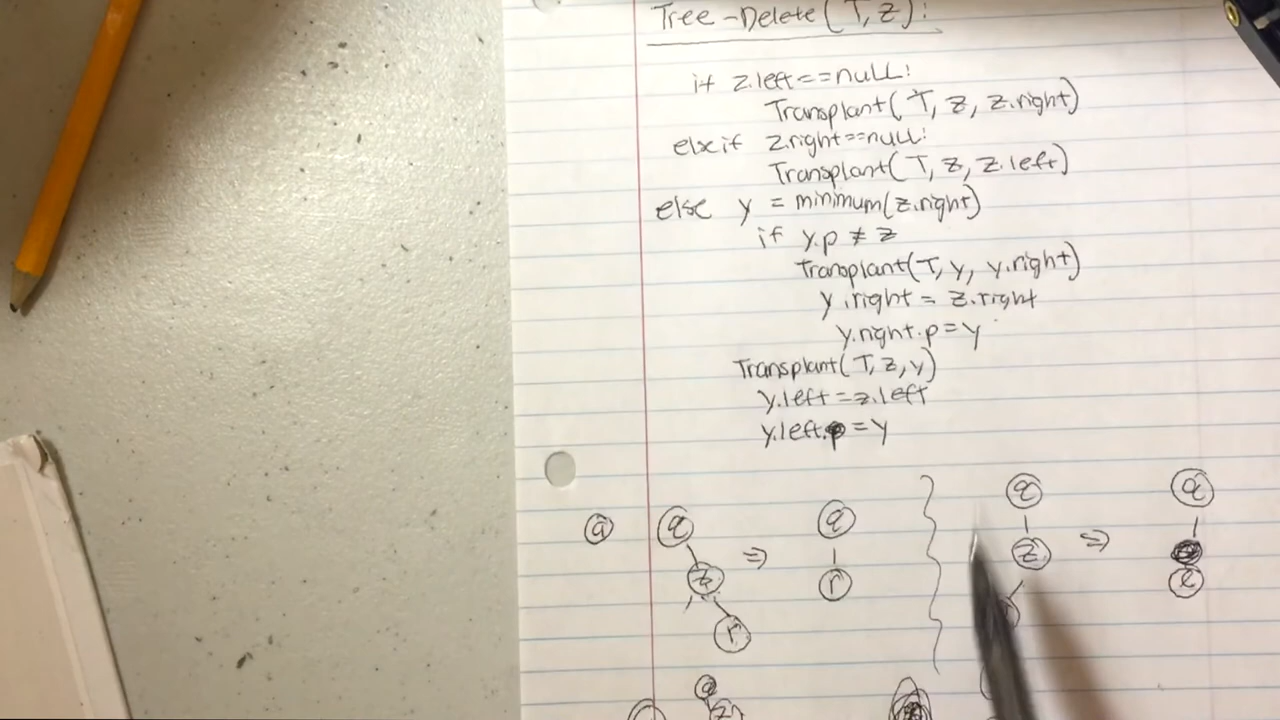 Tree-Delete(T, z):
if z.left==null:
Transplant(T, z, z.right)
elseif z.right==null:
Transplant(T, z, z.left)
else y = minimum(z.right)
if y.p ≠ z
Transplant(T, y, y.right)
y.right = z.right
y.right.p=y
Transplant(T, z, y)
y.left=z.left
y.left.p=y
a q ⇒ q
z r
r
q ⇒ q
z
l
z